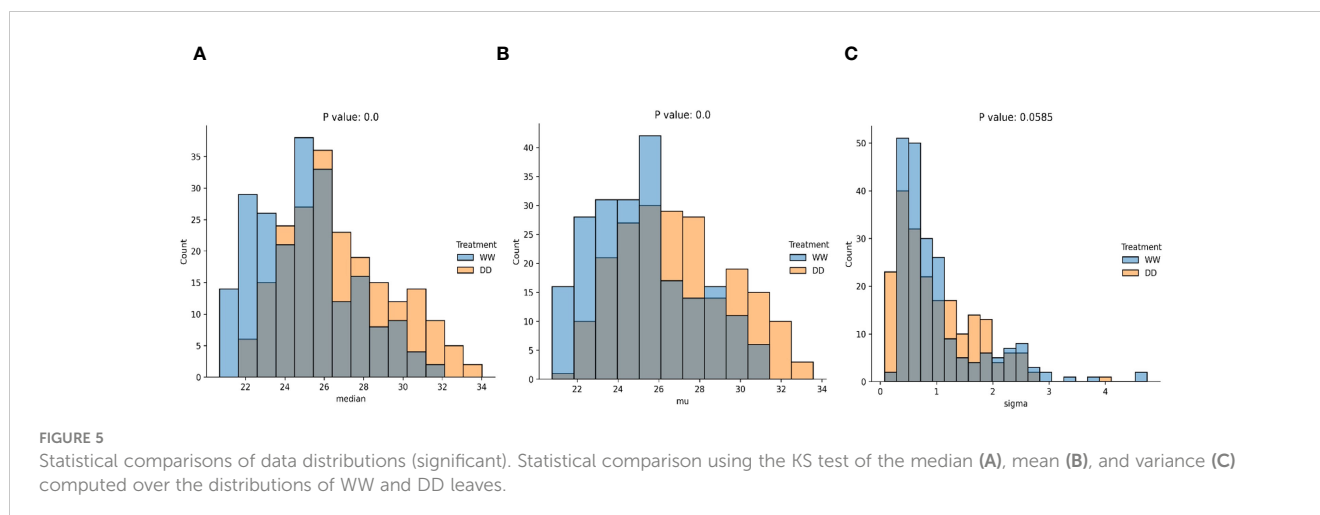 A
B
C
P value: 0.0
35
30
25
20
15
10
5
0
Count
22
24
26
28
30
32
34
median
Treatment
WW
DD
P value: 0.0
40
35
30
25
20
15
10
5
0
Count
22
24
26
28
30
32
34
mu
Treatment
WW
DD
P value: 0.0585
50
40
30
20
10
0
Count
0
1
2
3
4
sigma
Treatment
WW
DD
FIGURE 5
Statistical comparisons of data distributions (significant). Statistical comparison using the KS test of the median (A), mean (B), and variance (C)
computed over the distributions of WW and DD leaves.